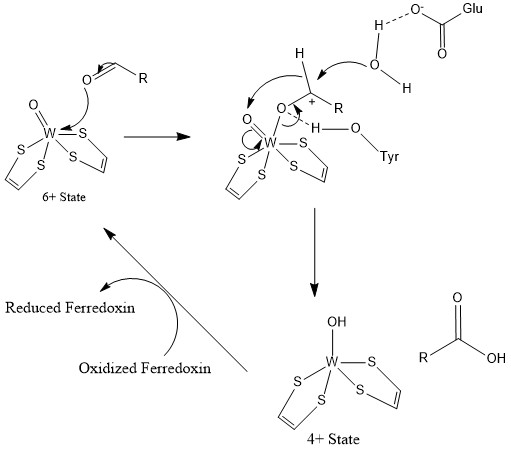 O⁻ Glu
H
O
H
O H
O
R
O
W
S S
S S
6+ State
H
O + R
O H O
W
S S
S S
Tyr
Reduced Ferredoxin
Oxidized Ferredoxin
OH
W
S S
S S
4+ State
O
R OH